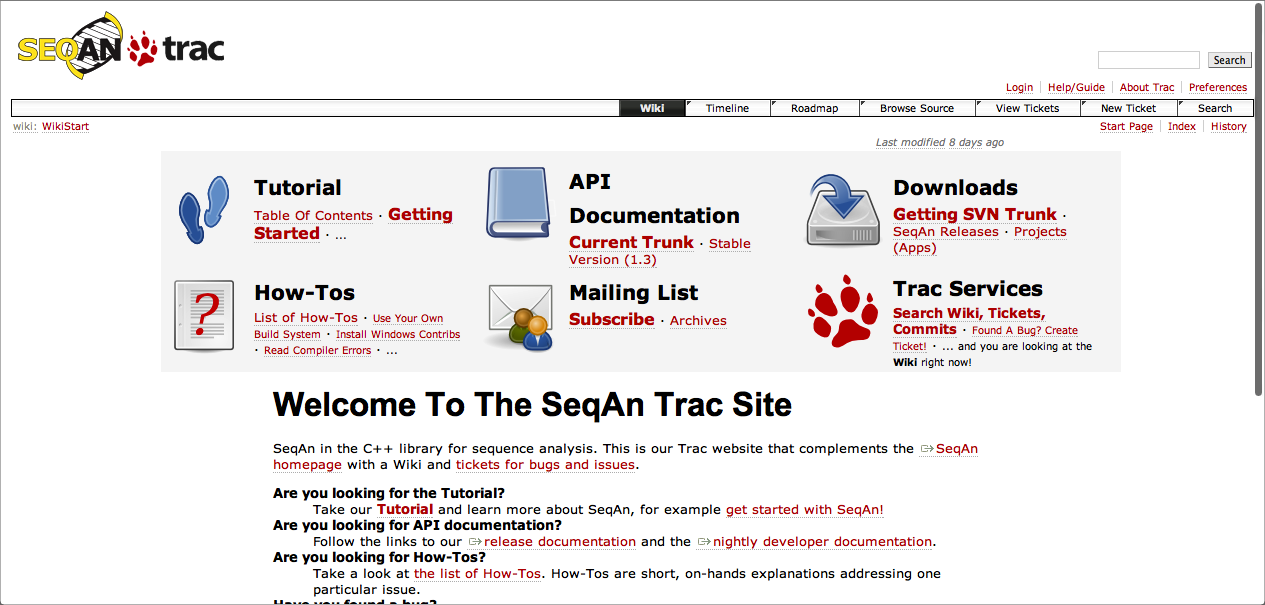 SEQAN trac
Search
Login Help/Guide About Trac Preferences
Wiki Timeline Roadmap Browse Source View Tickets New Ticket Search
wiki: WikiStart
Start Page Index History
Last modified 8 days ago
Tutorial
Table Of Contents · Getting
Started · ...
API
Documentation
Current Trunk · Stable
Version (1.3)
Downloads
Getting SVN Trunk ·
SeqAn Releases · Projects
(Apps)
?
How-Tos
List of How-Tos · Use Your Own
Build System · Install Windows Contribs
· Read Compiler Errors · ...
Mailing List
Subscribe · Archives
Trac Services
Search Wiki, Tickets,
Commits · Found A Bug? Create
Ticket! · ... and you are looking at the
Wiki right now!
Welcome To The SeqAn Trac Site
SeqAn in the C++ library for sequence analysis. This is our Trac website that complements the SeqAn
homepage with a Wiki and tickets for bugs and issues.
Are you looking for the Tutorial?
Take our Tutorial and learn more about SeqAn, for example get started with SeqAn!
Are you looking for API documentation?
Follow the links to our release documentation and the nightly developer documentation.
Are you looking for How-Tos?
Take a look at the list of How-Tos. How-Tos are short, on-hands explanations addressing one
particular issue.
Have you found a bug?